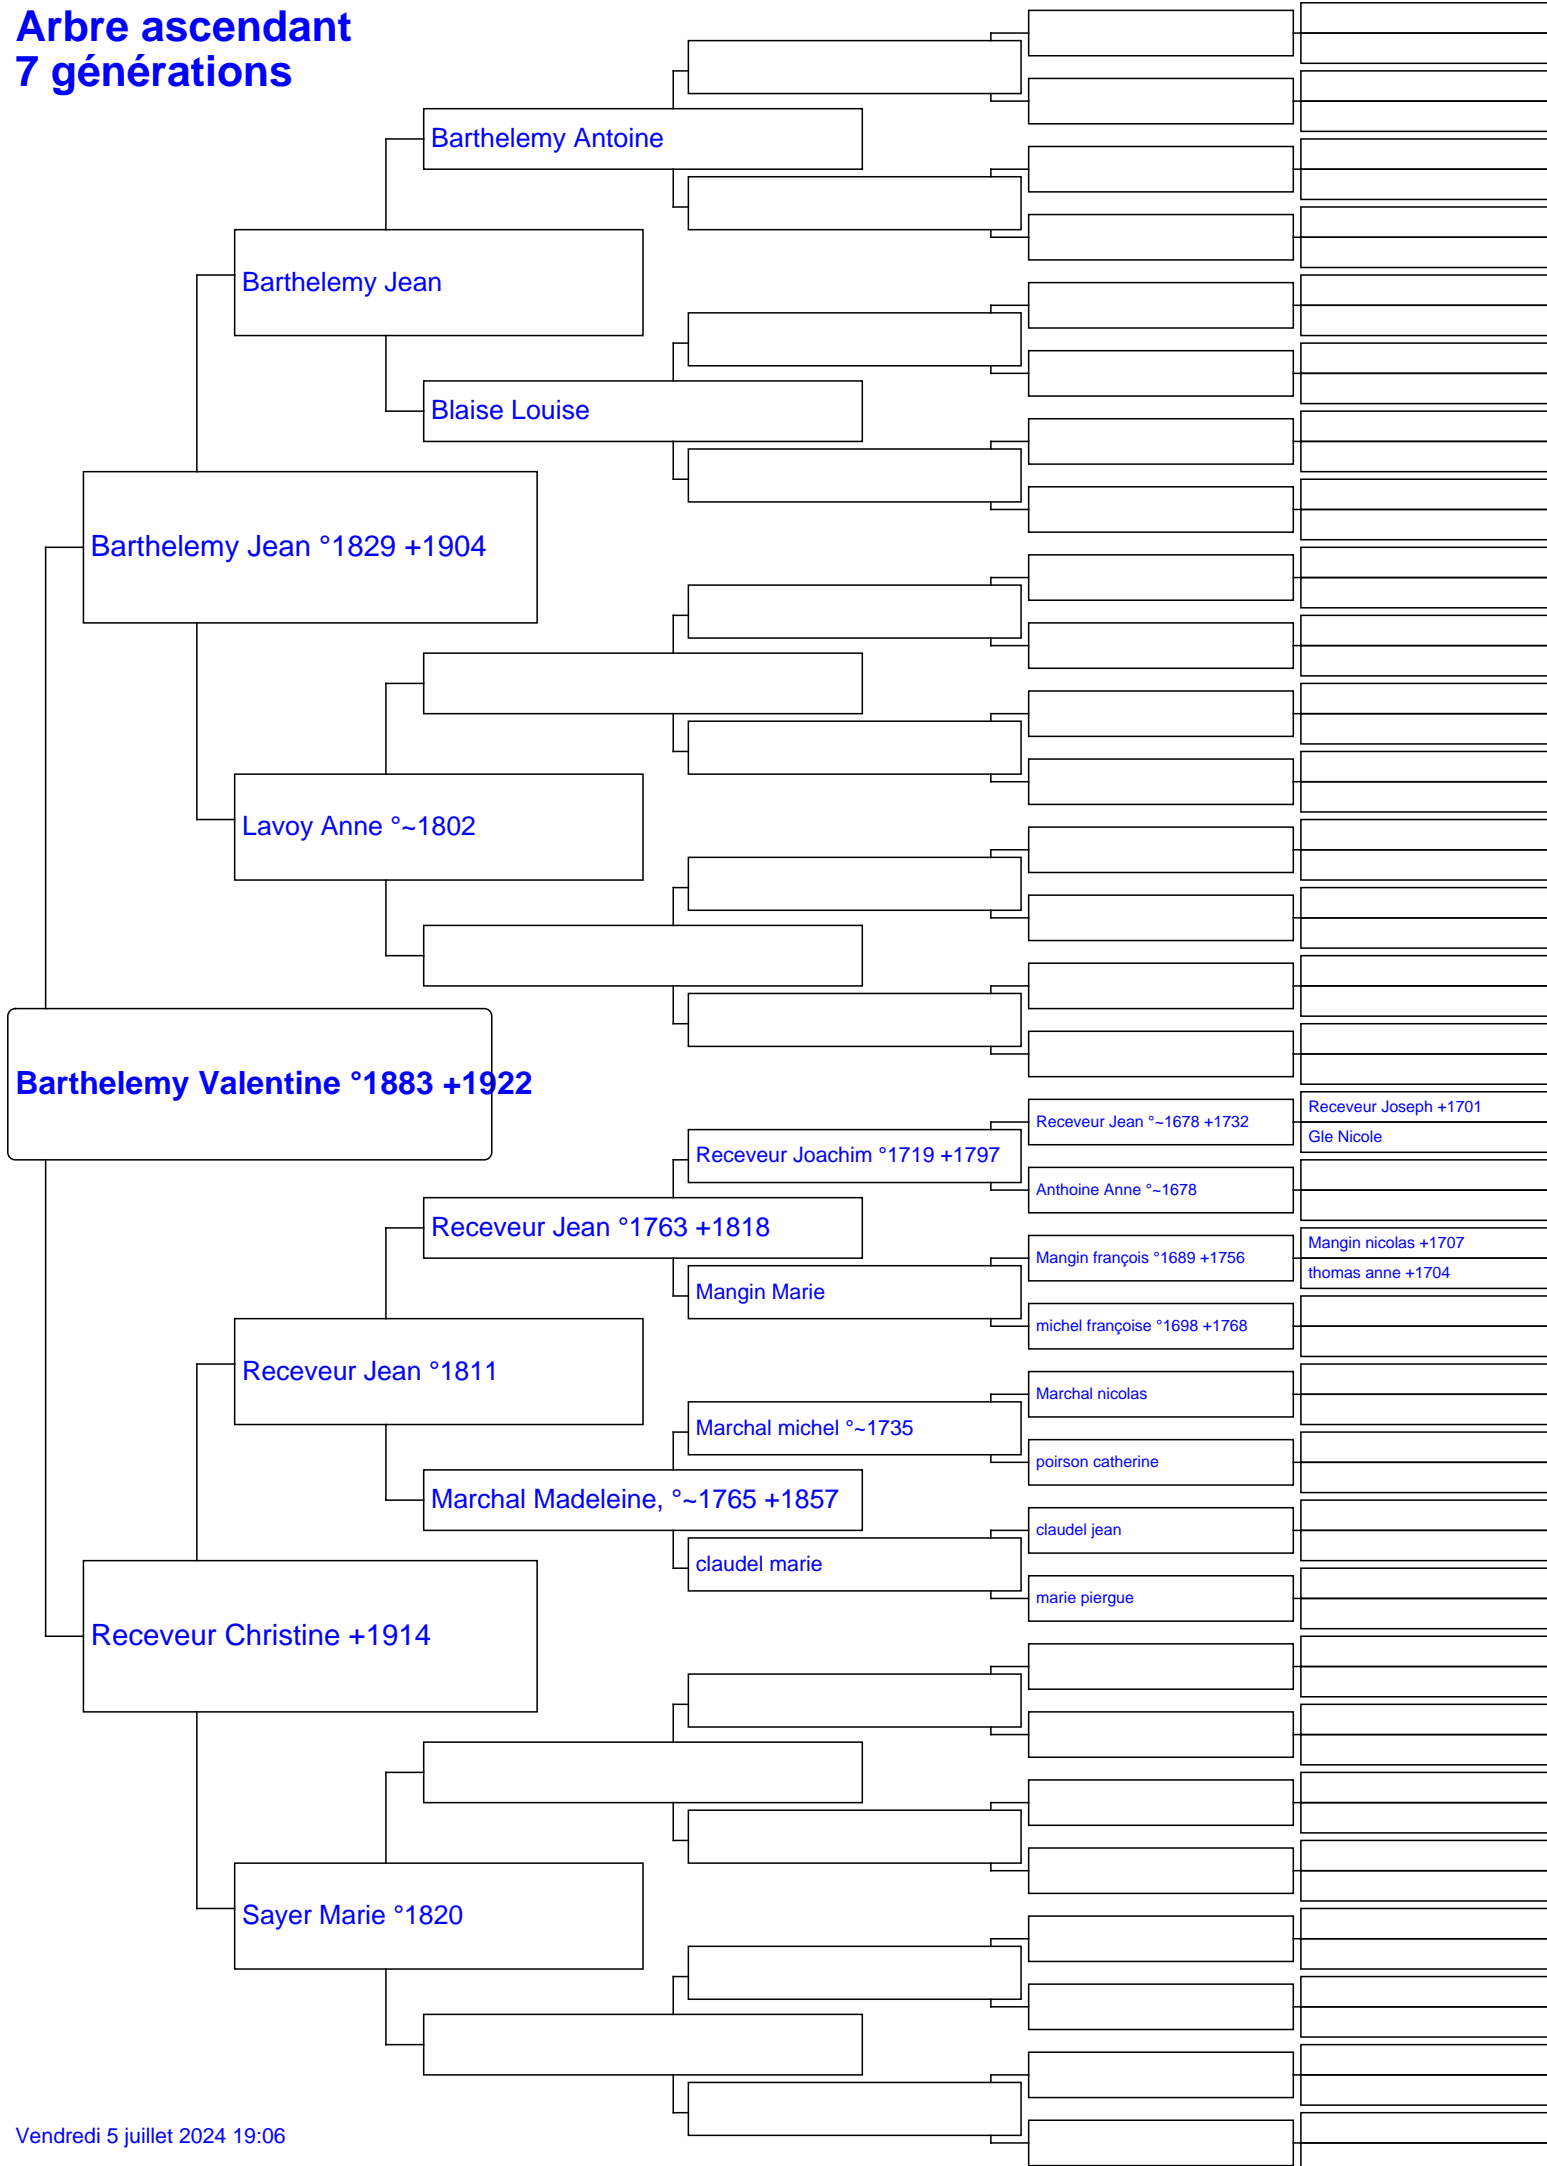 Arbre ascendant
7 générations
Barthelemy Antoine
Barthelemy Jean
Blaise Louise
Barthelemy Jean °1829 +1904
Lavoy Anne °~1802
Barthelemy Valentine °1883 +1922
Receveur Joseph +1701
Receveur Jean °~1678 +1732
Gle Nicole
Receveur Joachim °1719 +1797
Anthoine Anne °~1678
Receveur Jean °1763 +1818
Mangin nicolas +1707
Mangin françois °1689 +1756
thomas anne +1704
Mangin Marie
michel françoise °1698 +1768
Receveur Jean °1811
Marchal nicolas
Marchal michel °~1735
poirson catherine
Marchal Madeleine, °~1765 +1857
claudel jean
claudel marie
marie piergue
Receveur Christine +1914
Sayer Marie °1820
Vendredi 5 juillet 2024 19:06